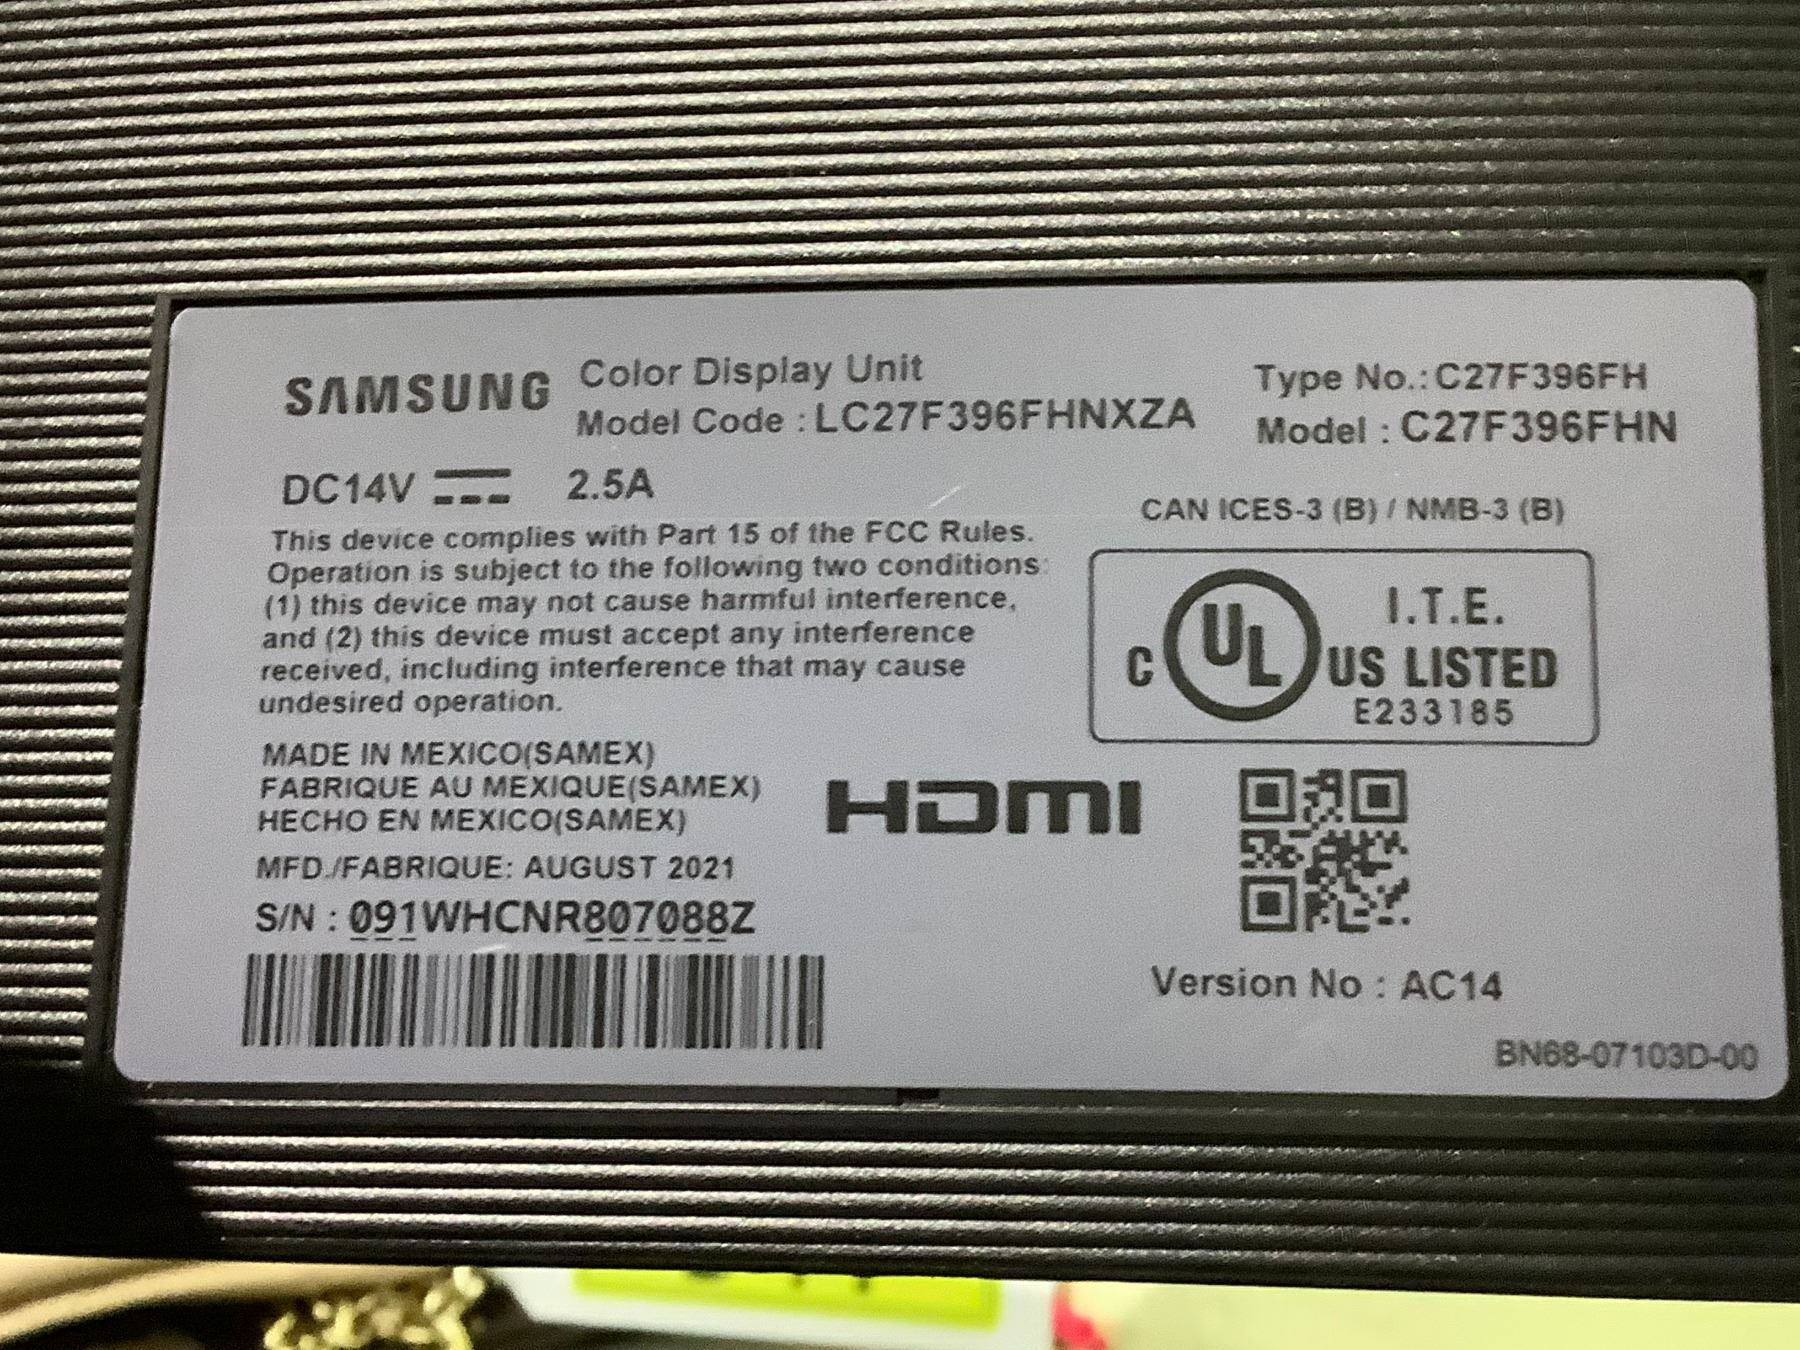 SAMSUNG
Color Display Unit
Model Code : LC27F396FHNXZA
Type No.: C27F396FH
Model : C27F396FHN
DC14V 2.5A
CAN ICES-3 (B) / NMB-3 (B)
This device complies with Part 15 of the FCC Rules.
Operation is subject to the following two conditions:
(1) this device may not cause harmful interference,
and (2) this device must accept any interference
received, including interference that may cause
undesired operation.
C UL US LISTED
I.T.E.
E233185
MADE IN MEXICO(SAMEX)
FABRIQUE AU MEXIQUE(SAMEX)
HECHO EN MEXICO(SAMEX)
HDMI
MFD./FABRIQUE: AUGUST 2021
S/N : 091WHCNR807088Z
Version No : AC14
BN68-07103D-00